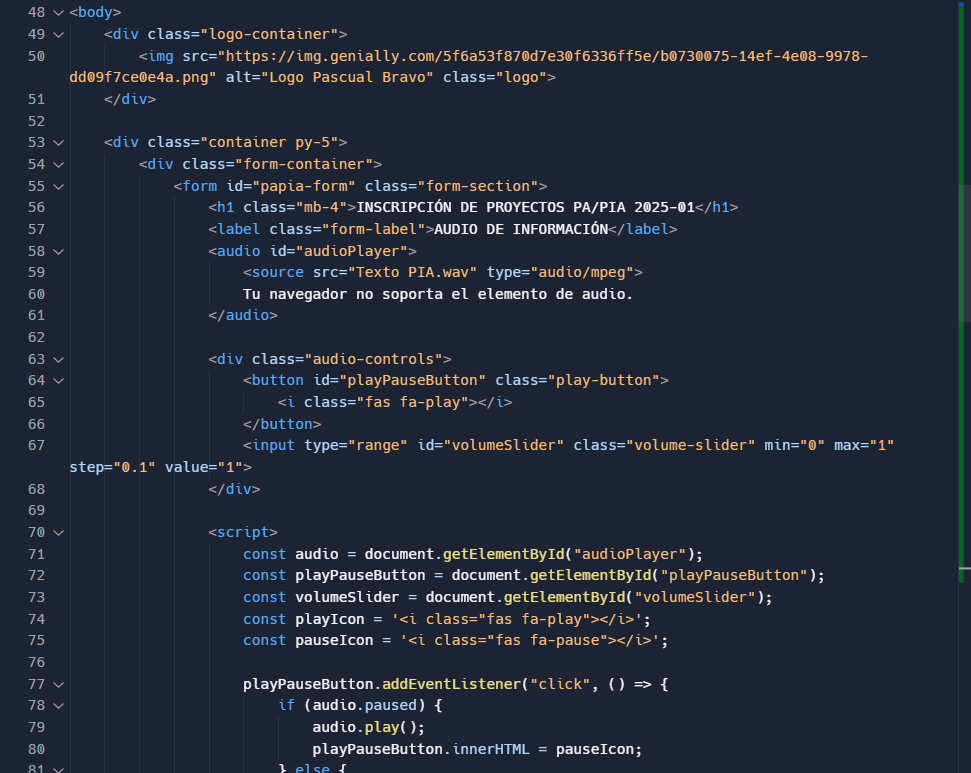 48 <body>
49 <div class="logo-container">
50 <img src="https://img.genially.com/5f6a53f870d7e30f6336ff5e/b0730075-14ef-4e08-9978-
dd09f7ce0e4a.png" alt="Logo Pascual Bravo" class="logo">
51 </div>
52
53 <div class="container py-5">
54 <div class="form-container">
55 <form id="papia-form" class="form-section">
56 <h1 class="mb-4">INSCRIPCIÓN DE PROYECTOS PA/PIA 2025-01</h1>
57 <label class="form-label">AUDIO DE INFORMACIÓN</label>
58 <audio id="audioPlayer">
59 <source src="Texto PIA.wav" type="audio/mpeg">
60 Tu navegador no soporta el elemento de audio.
61 </audio>
62
63 <div class="audio-controls">
64 <button id="playPauseButton" class="play-button">
65 <i class="fas fa-play"></i>
66 </button>
67 <input type="range" id="volumeSlider" class="volume-slider" min="0" max="1"
step="0.1" value="1">
68 </div>
69
70 <script>
71 const audio = document.getElementById("audioPlayer");
72 const playPauseButton = document.getElementById("playPauseButton");
73 const volumeSlider = document.getElementById("volumeSlider");
74 const playIcon = '<i class="fas fa-play"></i>';
75 const pauseIcon = '<i class="fas fa-pause"></i>';
76
77 playPauseButton.addEventListener("click", () => {
78 if (audio.paused) {
79 audio.play();
80 playPauseButton.innerHTML = pauseIcon;
81 } else {